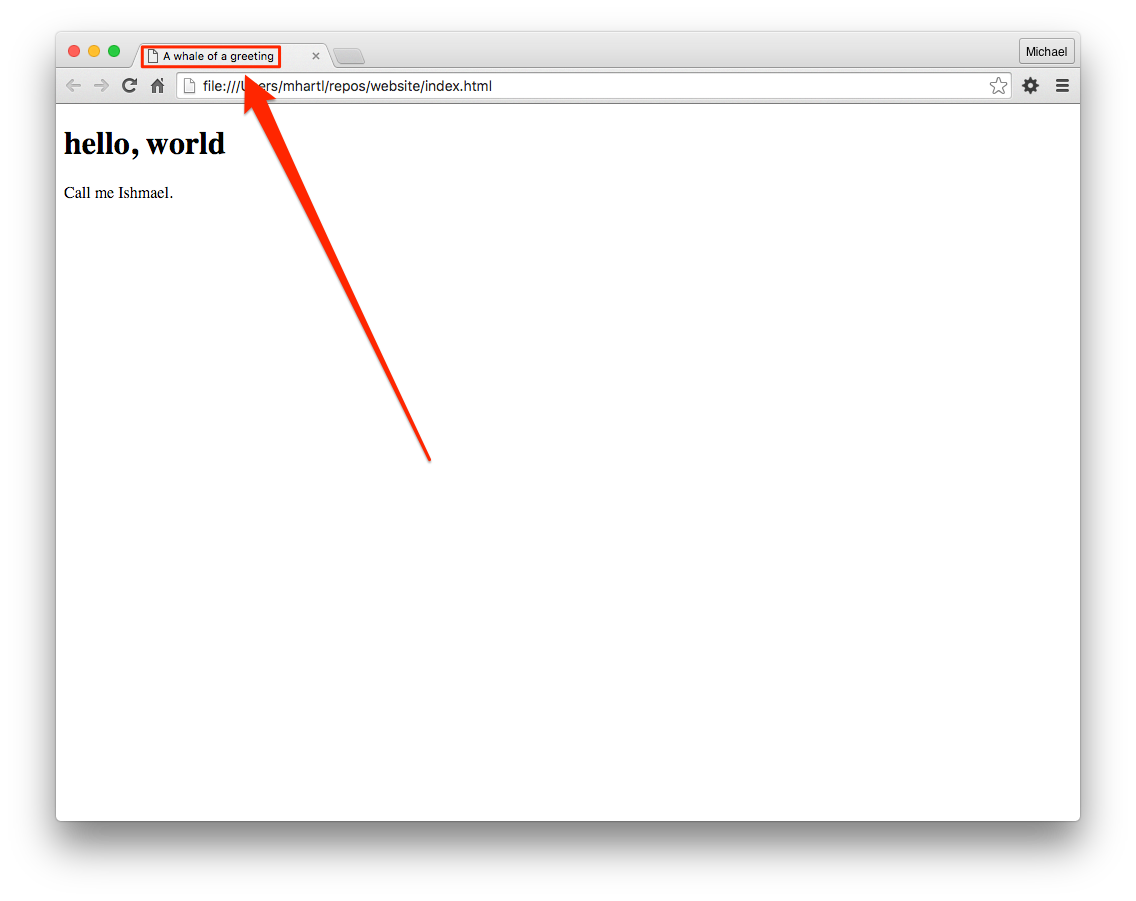 A whale of a greeting
Michael
file:///Users/mhartl/repos/website/index.html
hello, world
Call me Ishmael.